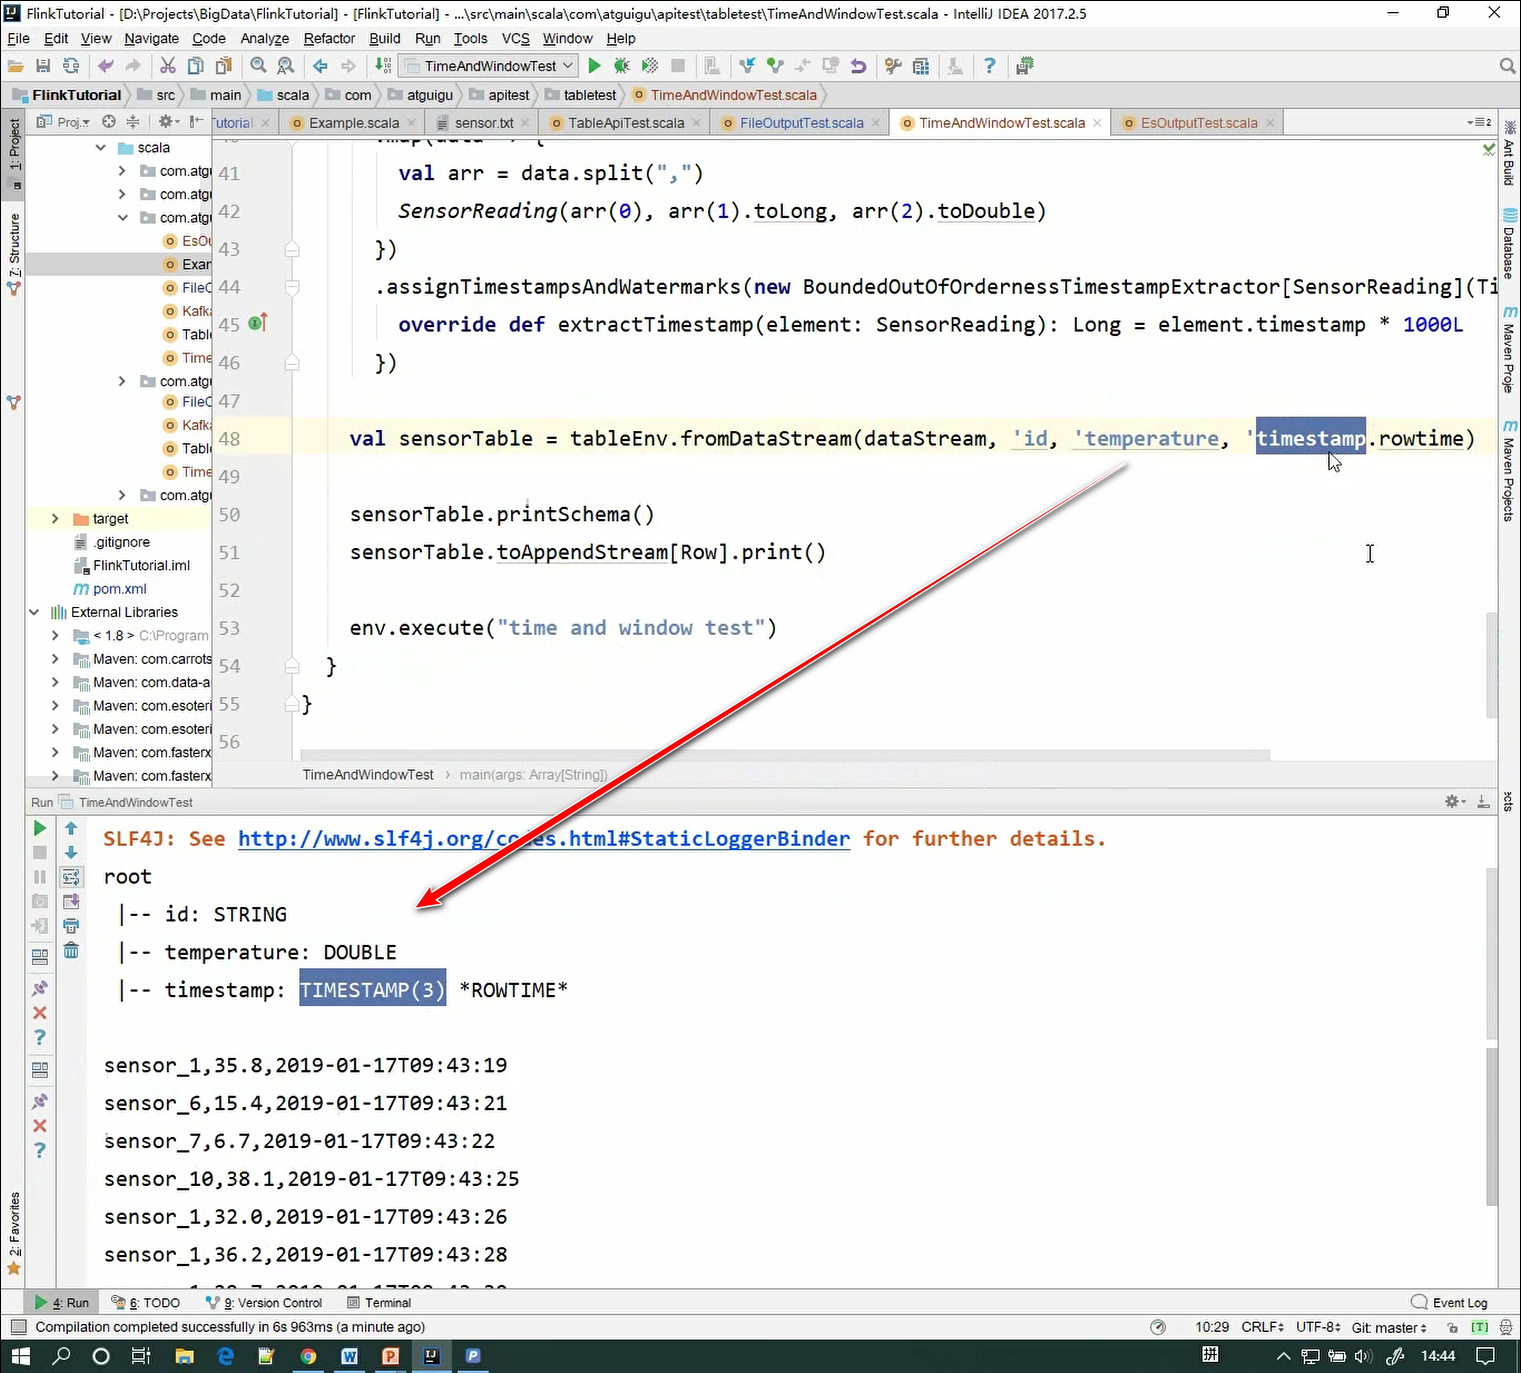 FlinkTutorial - [D:\Projects\BigData\FlinkTutorial] - [FlinkTutorial] - ...\src\main\scala\com\atguigu\apitest\tabletest\TimeAndWindowTest.scala - IntelliJ IDEA 2017.2.5
File Edit View Navigate Code Analyze Refactor Build Run Tools VCS Window Help
TimeAndWindowTest
FlinkTutorial src main scala com atguigu apitest tabletest TimeAndWindowTest.scala
Proj.. utorial Example.scala sensor.txt TableApiTest.scala FileOutputTest.scala TimeAndWindowTest.scala EsOutputTest.scala
1: Project
7: Structure
2: Favorites
Ant Build
Database
Maven Proje
Maven Projects
cts
scala
com.atgu
com.atgu
com.atgu
EsOu
Exar
FileO
Kafka
Table
Time
com.atgu
FileO
Kafka
Table
Time
com.atgu
target
.gitignore
FlinkTutorial.iml
pom.xml
External Libraries
< 1.8 > C:\Program
Maven: com.carrots
Maven: com.data-a
Maven: com.esoteri
Maven: com.esoteri
Maven: com.fasterx
Maven: com.fasterx
41 val arr = data.split(",")
42 SensorReading(arr(0), arr(1).toLong, arr(2).toDouble)
43 })
44 .assignTimestampsAndWatermarks(new BoundedOutOfOrdernessTimestampExtractor[SensorReading](Ti
45 override def extractTimestamp(element: SensorReading): Long = element.timestamp * 1000L
46 })
47
48 val sensorTable = tableEnv.fromDataStream(dataStream, 'id, 'temperature, 'timestamp.rowtime)
49
50 sensorTable.printSchema()
51 sensorTable.toAppendStream[Row].print()
52
53 env.execute("time and window test")
54 }
55 }
56
TimeAndWindowTest › main(args: Array[String])
Run TimeAndWindowTest
SLF4J: See http://www.slf4j.org/codes.html#StaticLoggerBinder for further details.
root
|-- id: STRING
|-- temperature: DOUBLE
|-- timestamp: TIMESTAMP(3) *ROWTIME*
sensor_1,35.8,2019-01-17T09:43:19
sensor_6,15.4,2019-01-17T09:43:21
sensor_7,6.7,2019-01-17T09:43:22
sensor_10,38.1,2019-01-17T09:43:25
sensor_1,32.0,2019-01-17T09:43:26
sensor_1,36.2,2019-01-17T09:43:28
4: Run 6: TODO 9: Version Control Terminal Event Log
Compilation completed successfully in 6s 963ms (a minute ago) 10:29 CRLF UTF-8 Git: master [T]
拼 14:44